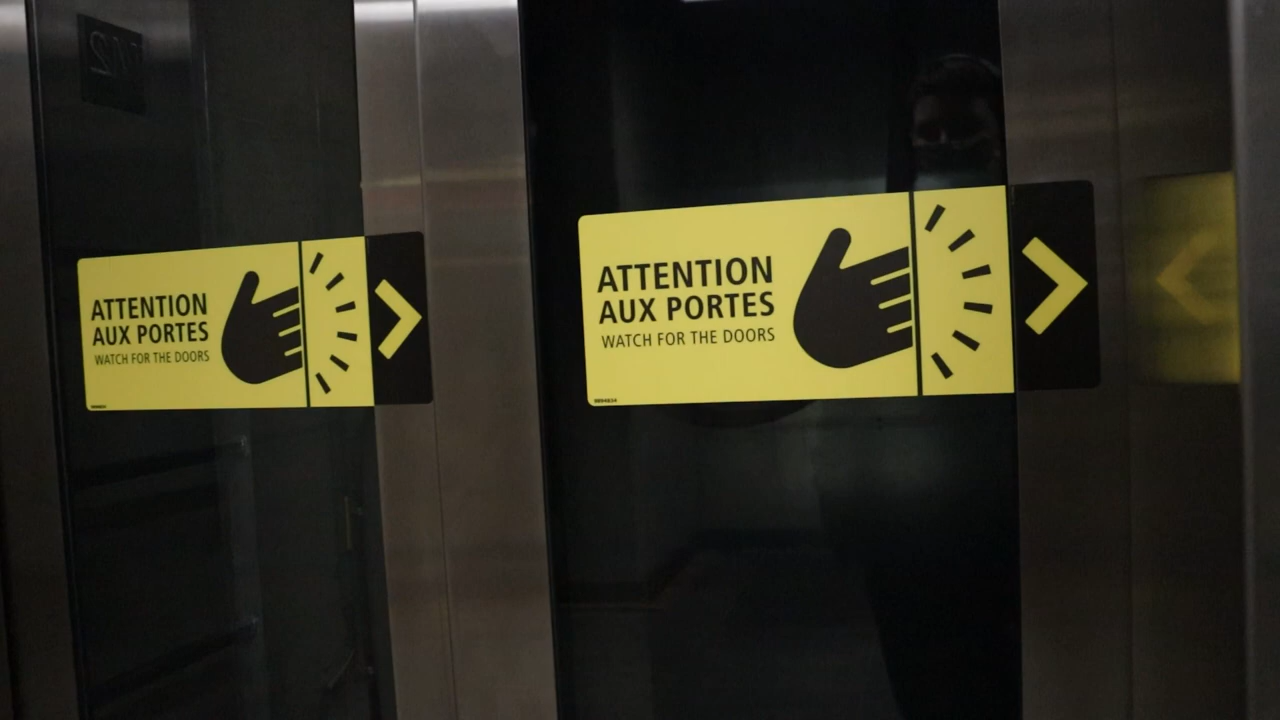 ATTENTION
AUX PORTES
WATCH FOR THE DOORS
ATTENTION
AUX PORTES
WATCH FOR THE DOORS